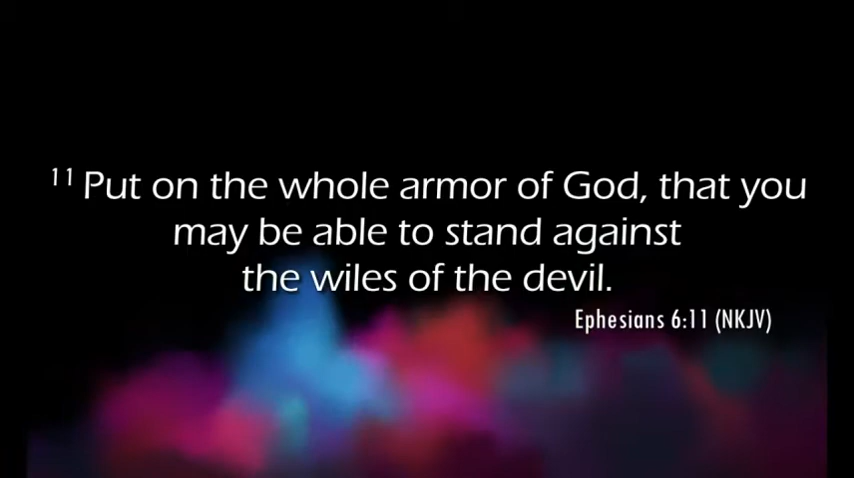 11 Put on the whole armor of God, that you
may be able to stand against
the wiles of the devil.
Ephesians 6:11 (NKJV)